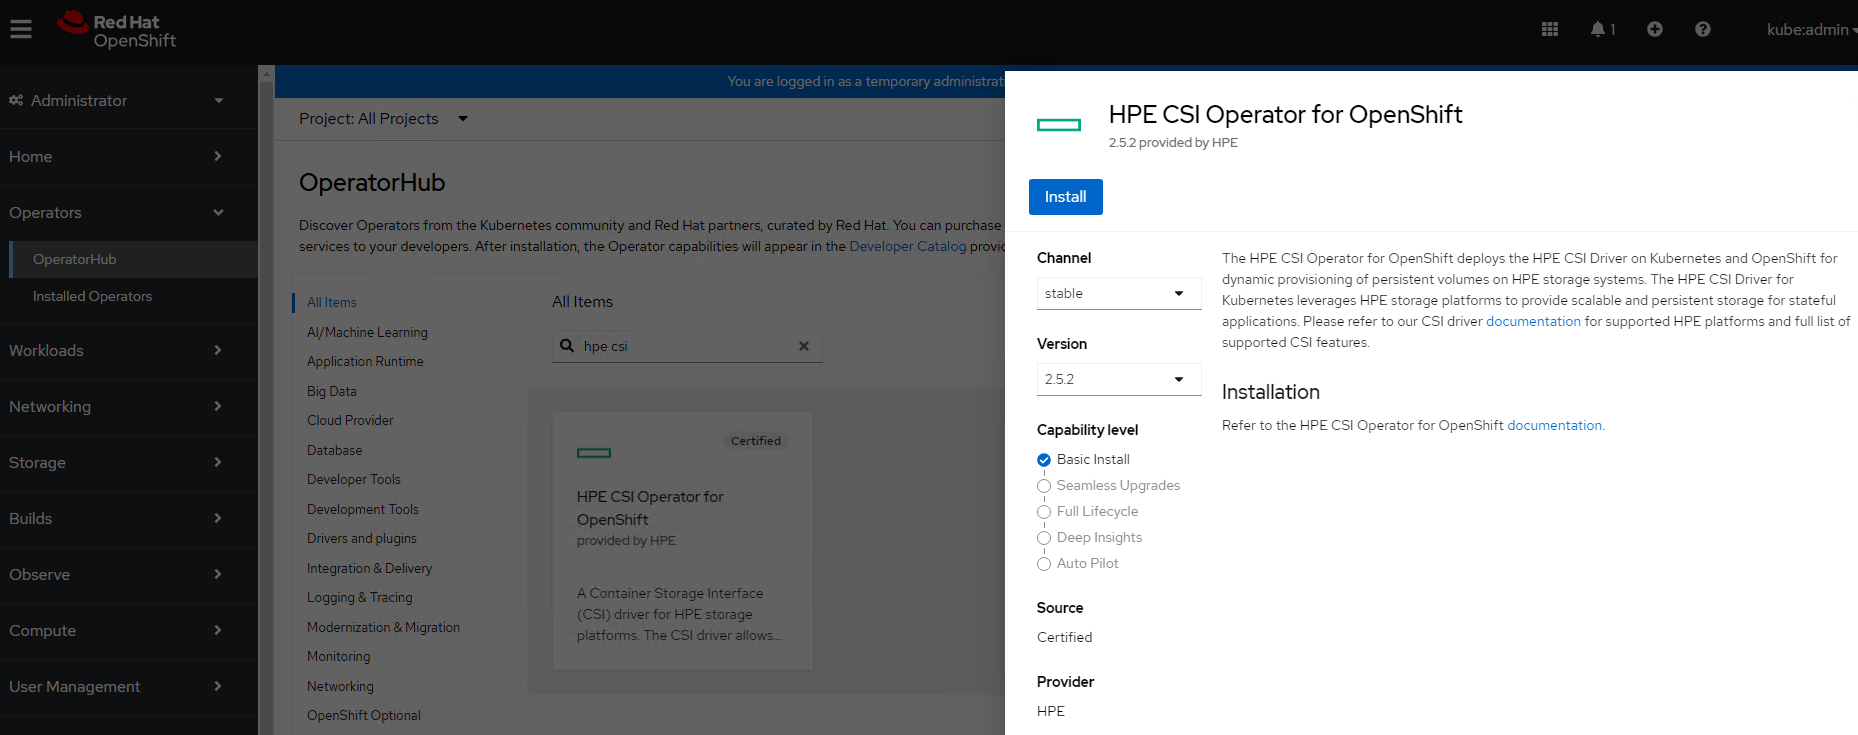 Red Hat
OpenShift
1
kube:admin
Administrator
Home
Operators
OperatorHub
Installed Operators
Workloads
Networking
Storage
Builds
Observe
Compute
User Management
You are logged in as a temporary administrati
Project: All Projects
OperatorHub
Discover Operators from the Kubernetes community and Red Hat partners, curated by Red Hat. You can purchase
services to your developers. After installation, the Operator capabilities will appear in the Developer Catalog provid
All Items
AI/Machine Learning
Application Runtime
Big Data
Cloud Provider
Database
Developer Tools
Development Tools
Drivers and plugins
Integration & Delivery
Logging & Tracing
Modernization & Migration
Monitoring
Networking
OpenShift Optional
All Items
hpe csi
Certified
HPE CSI Operator for
OpenShift
provided by HPE
A Container Storage Interface
(CSI) driver for HPE storage
platforms. The CSI driver allows...
HPE CSI Operator for OpenShift
2.5.2 provided by HPE
Install
Channel
stable
Version
2.5.2
Capability level
Basic Install
Seamless Upgrades
Full Lifecycle
Deep Insights
Auto Pilot
Source
Certified
Provider
HPE
The HPE CSI Operator for OpenShift deploys the HPE CSI Driver on Kubernetes and OpenShift for
dynamic provisioning of persistent volumes on HPE storage systems. The HPE CSI Driver for
Kubernetes leverages HPE storage platforms to provide scalable and persistent storage for stateful
applications. Please refer to our CSI driver documentation for supported HPE platforms and full list of
supported CSI features.
Installation
Refer to the HPE CSI Operator for OpenShift documentation.